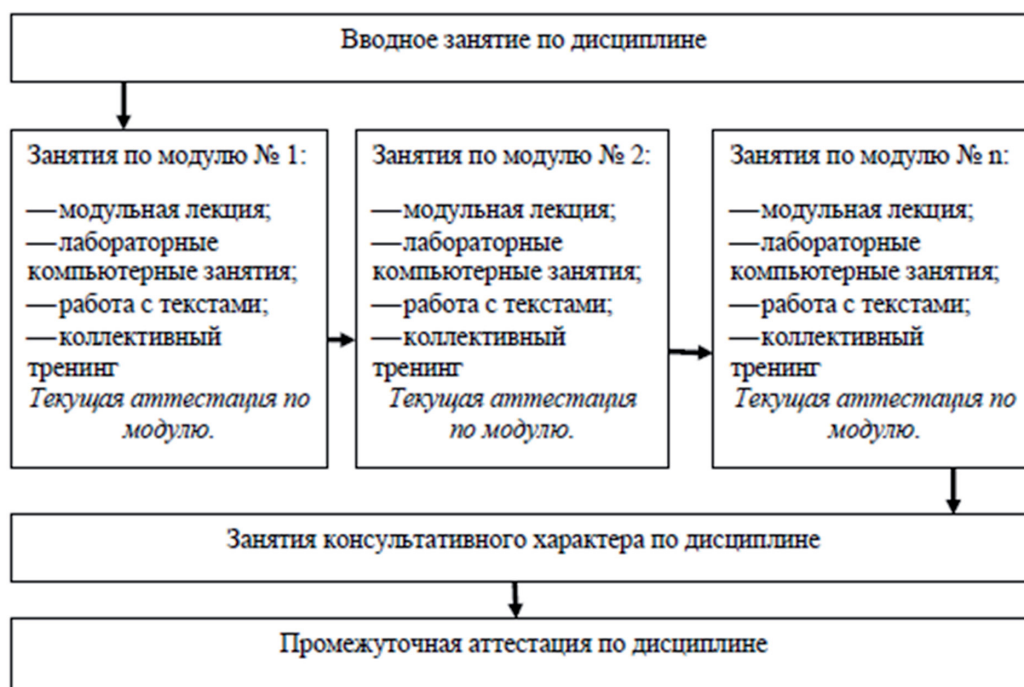 Вводное занятие по дисциплине
Занятия по модулю № 1:
—модульная лекция;
—лабораторные
компьютерные занятия;
—работа с текстами;
—коллективный
тренинг
Текущая аттестация по
модулю.
Занятия по модулю № 2:
—модульная лекция;
—лабораторные
компьютерные занятия;
—работа с текстами;
—коллективный
тренинг
Текущая аттестация
по модулю.
Занятия по модулю № n:
—модульная лекция;
—лабораторные
компьютерные занятия;
—работа с текстами;
—коллективный
тренинг
Текущая аттестация по
модулю.
Занятия консультативного характера по дисциплине
Промежуточная аттестация по дисциплине